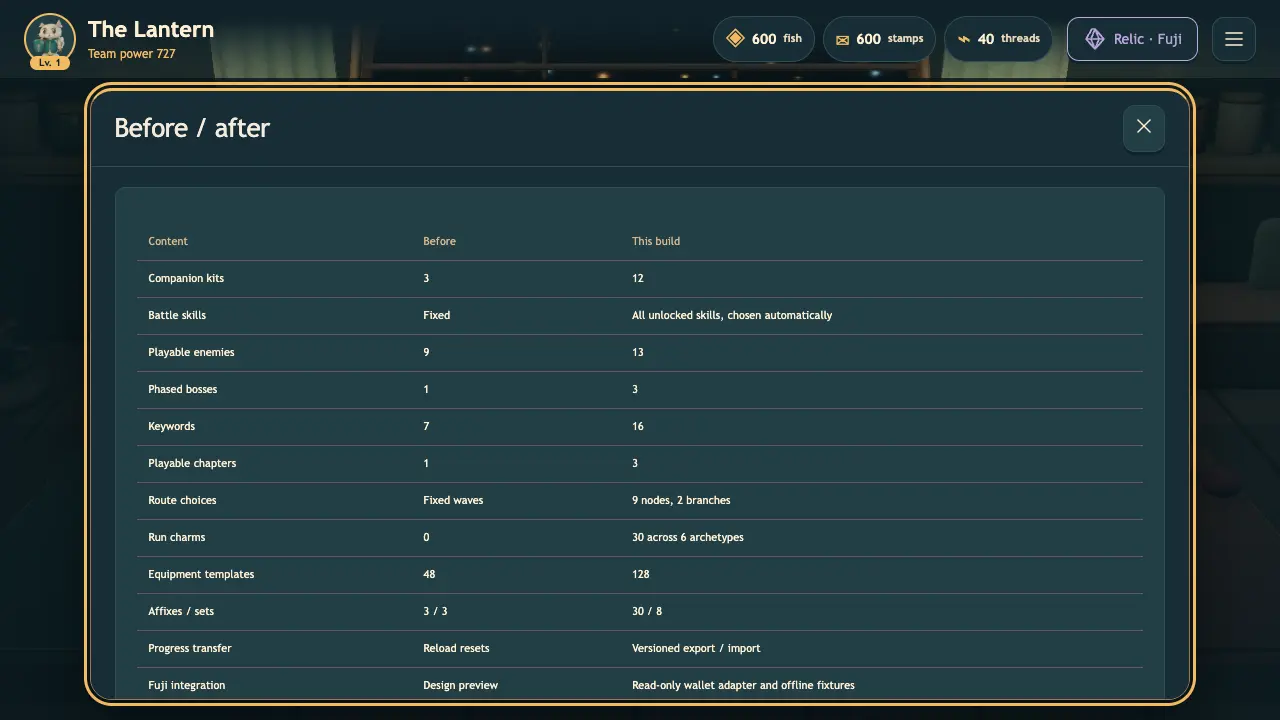 The Lantern
Team power 727
Lv. 1
600 fish
600 stamps
40 threads
Relic · Fuji
Before / after
Content Before This build
Companion kits 3 12
Battle skills Fixed All unlocked skills, chosen automatically
Playable enemies 9 13
Phased bosses 1 3
Keywords 7 16
Playable chapters 1 3
Route choices Fixed waves 9 nodes, 2 branches
Run charms 0 30 across 6 archetypes
Equipment templates 48 128
Affixes / sets 3 / 3 30 / 8
Progress transfer Reload resets Versioned export / import
Fuji integration Design preview Read-only wallet adapter and offline fixtures